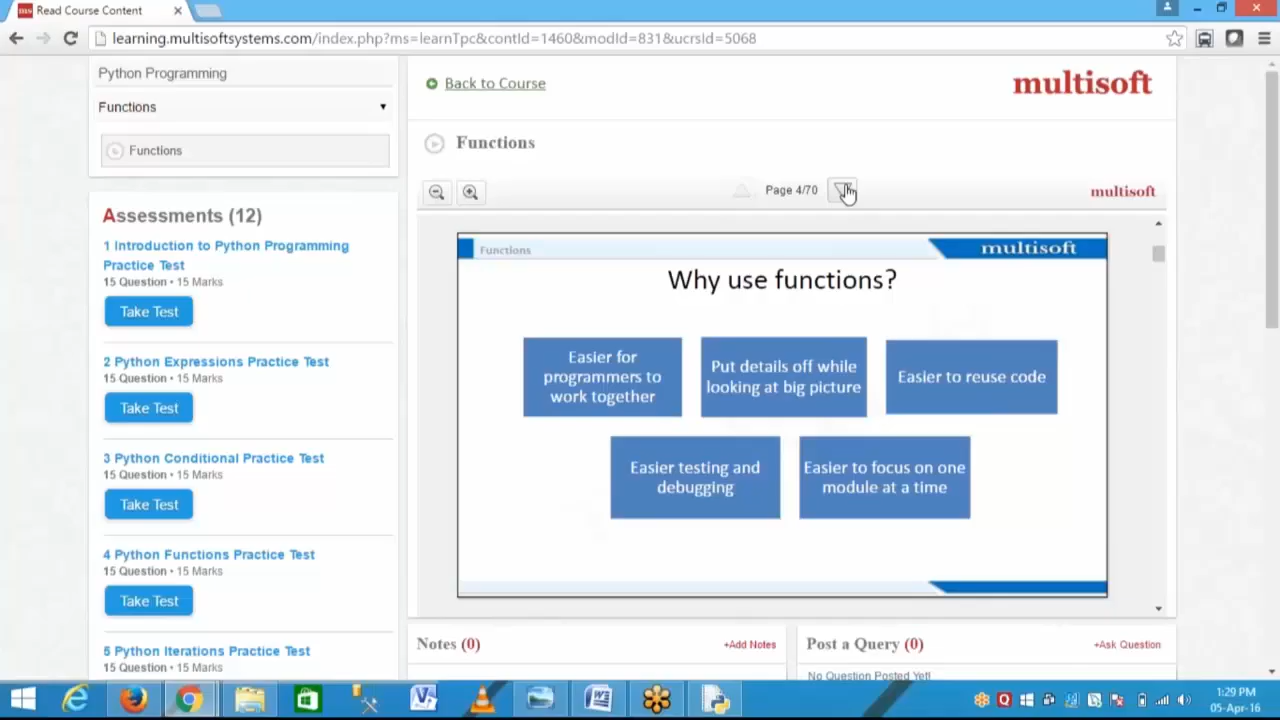 Read Course Content
learning.multisoftsystems.com/index.php?ms=learnTpc&contId=1460&modId=831&ucrsId=5068
Python Programming
Functions
Functions
Assessments (12)
1 Introduction to Python Programming
Practice Test
15 Question • 15 Marks
Take Test
2 Python Expressions Practice Test
15 Question • 15 Marks
Take Test
3 Python Conditional Practice Test
15 Question • 15 Marks
Take Test
4 Python Functions Practice Test
15 Question • 15 Marks
Take Test
5 Python Iterations Practice Test
15 Question • 15 Marks
Back to Course
multisoft
Functions
Page 4/70
multisoft
Functions
multisoft
Why use functions?
Easier for
programmers to
work together
Put details off while
looking at big picture
Easier to reuse code
Easier testing and
debugging
Easier to focus on one
module at a time
Notes (0)
+Add Notes
Post a Query (0)
+Ask Question
No Question Posted Yet!
1:29 PM
05-Apr-16